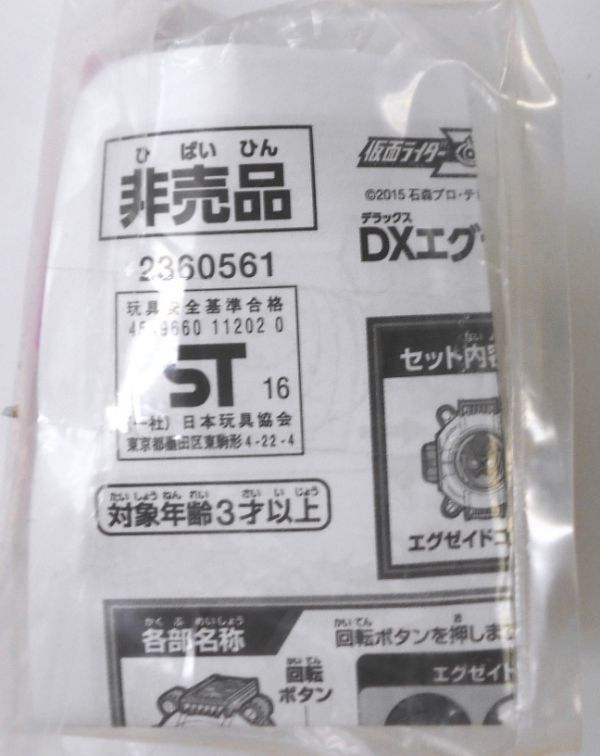 ひ ばい ひん
非売品
2360561
玩具安全基準合格
ST 16
(一社)日本玩具協会
東京都墨田区東駒形4-22-4
たいしょうねんれい さい いじょう
対象年齢3才以上
仮面ライダー
©2015 石森プロ・テ
デラックス
DXエグ
セット内容
エグゼイドゴ
かくぶめいしょう
各部名称
かいてん
回転
ボタン
かいてん お
回転ボタンを押しま
エグゼイ